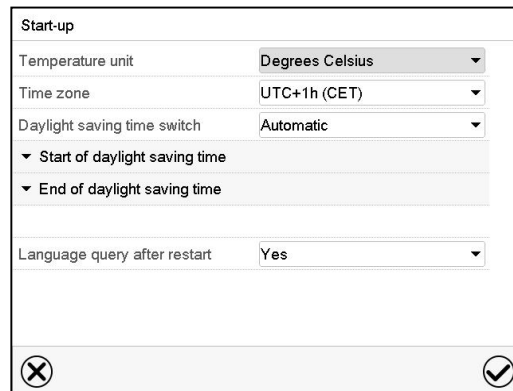 Start-up
Temperature unit Degrees Celsius
Time zone UTC+1h (CET)
Daylight saving time switch Automatic
Start of daylight saving time
End of daylight saving time
Language query after restart Yes